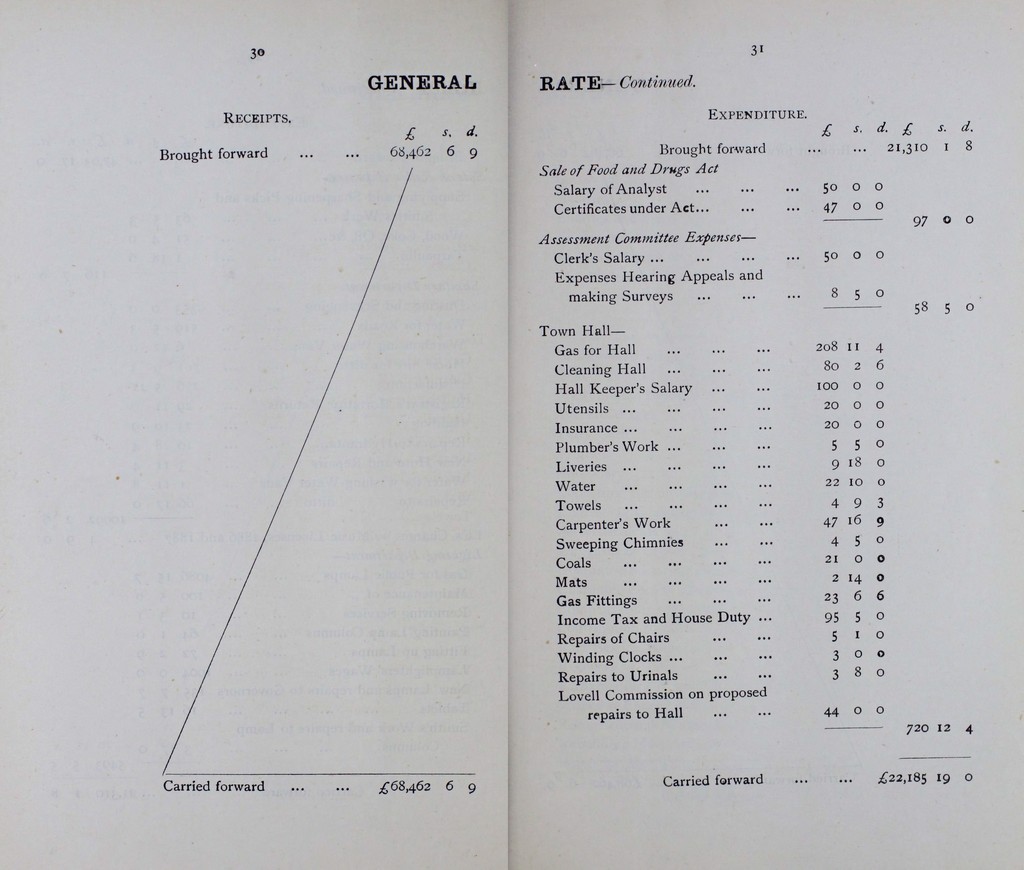 30
GENERAL
RECEIPTS.
£ s. d.
Brought forward ... ... 68,462 6 9
Carried forward ... ... £68,462 6 9
31
RATE—Continued.
EXPENDITURE.
£ s. d. £ s. d.
Brought forward ... ... 21,310 1 8
Sale of Food and Drugs Act
Salary of Analyst ... ... ... 50 0 0
Certificates under Act... ... ... 47 0 0
97 0 0
Assessment Committee Expenses—
Clerk's Salary ... ... ... ... 50 0 0
Expenses Hearing Appeals and
making Surveys ... ... ... 8 5 0
58 5 0
Town Hall—
Gas for Hall ... ... ... 208 11 4
Cleaning Hall ... ... ... 80 2 6
Hall Keeper's Salary ... ... 100 0 0
Utensils ... ... ... ... 20 0 0
Insurance ... ... ... ... 20 0 0
Plumber's Work ... ... ... 5 5 0
Liveries ... ... ... ... 9 18 0
Water ... ... ... ... 22 10 0
Towels ... ... ... ... 4 9 3
Carpenter's Work ... ... 47 16 9
Sweeping Chimnies ... ... 4 5 0
Coals ... ... ... ... 21 0 0
Mats ... ... ... ... 2 14 0
Gas Fittings ... ... ... 23 6 6
Income Tax and House Duty ... 95 5 0
Repairs of Chairs ... ... 5 1 0
Winding Clocks ... ... ... 3 0 0
Repairs to Urinals ... ... 3 8 0
Lovell Commission on proposed
repairs to Hall ... ... 44 0 0
720 12 4
Carried forward ... ... £22,185 19 0